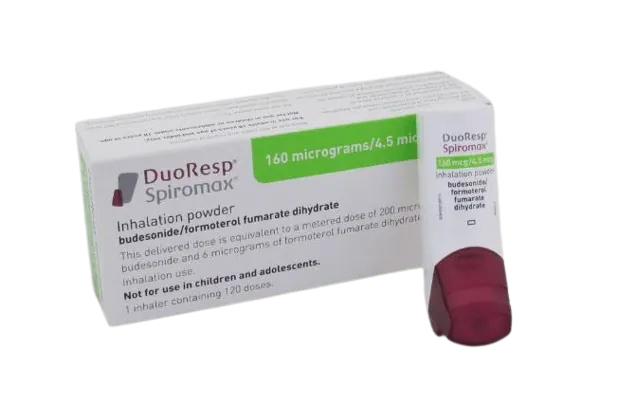 DuoResp®
Spiromax®
160 micrograms/4.5 mic
Inhalation powder
budesonide/formoterol fumarate dihydrate
This delivered dose is equivalent to a metered dose of 200 micr
budesonide and 6 micrograms of formoterol fumarate dihydrate
Inhalation use.
Not for use in children and adolescents.
1 inhaler containing 120 doses.
DuoResp®
Spiromax®
160 mcg/4.5 mcg
Inhalation powder
budesonide/
formoterol
fumarate
dihydrate